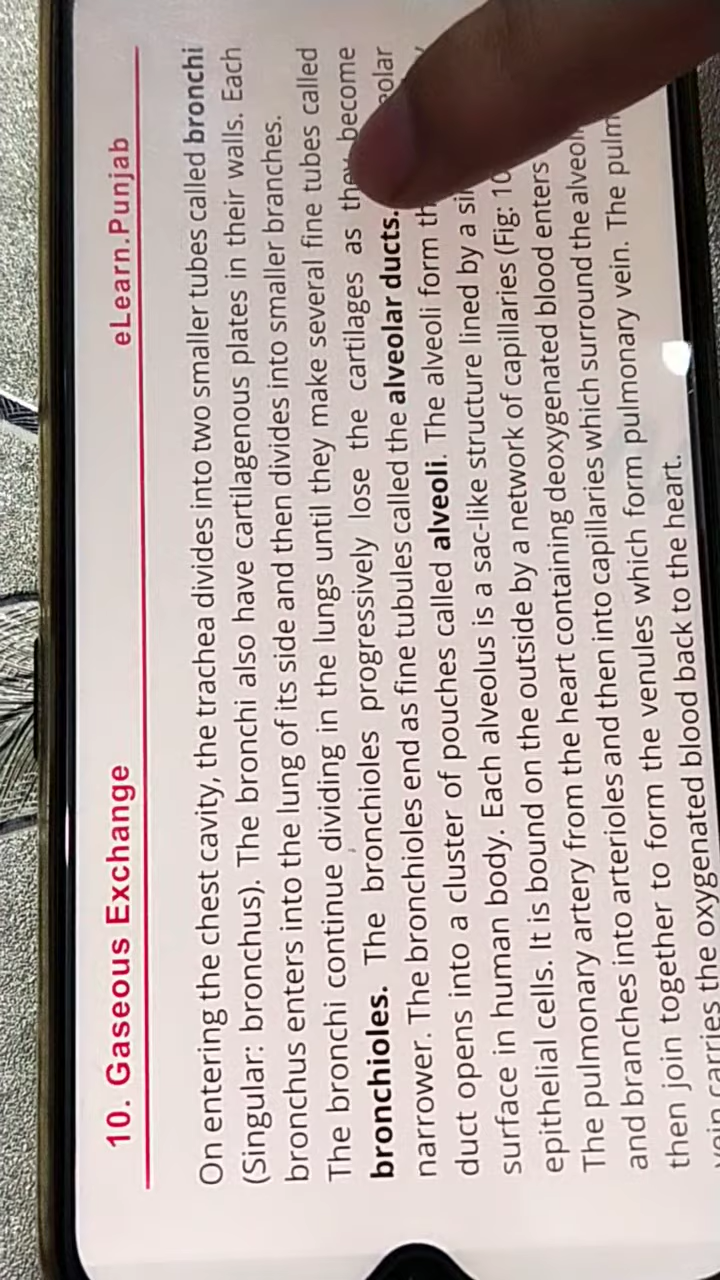 10. Gaseous Exchange
eLearn.Punjab
On entering the chest cavity, the trachea divides into two smaller tubes called bronchi
(Singular: bronchus). The bronchi also have cartilagenous plates in their walls. Each
bronchus enters into the lung of its side and then divides into smaller branches.
The bronchi continue dividing in the lungs until they make several fine tubes called
bronchioles. The bronchioles progressively lose the cartilages as they become
narrower. The bronchioles end as fine tubules called the alveolar ducts.
duct opens into a cluster of pouches called alveoli. The alveoli form
surface in human body. Each alveolus is a sac-like structure lined by a
epithelial cells. It is bound on the outside by a network of capillaries (Fig: 10
The pulmonary artery from the heart containing deoxygenated blood enters
and branches into arterioles and then into capillaries which surround the
then join together to form the venules which form pulmonary vein. The
vein carries the oxygenated blood back to the heart.